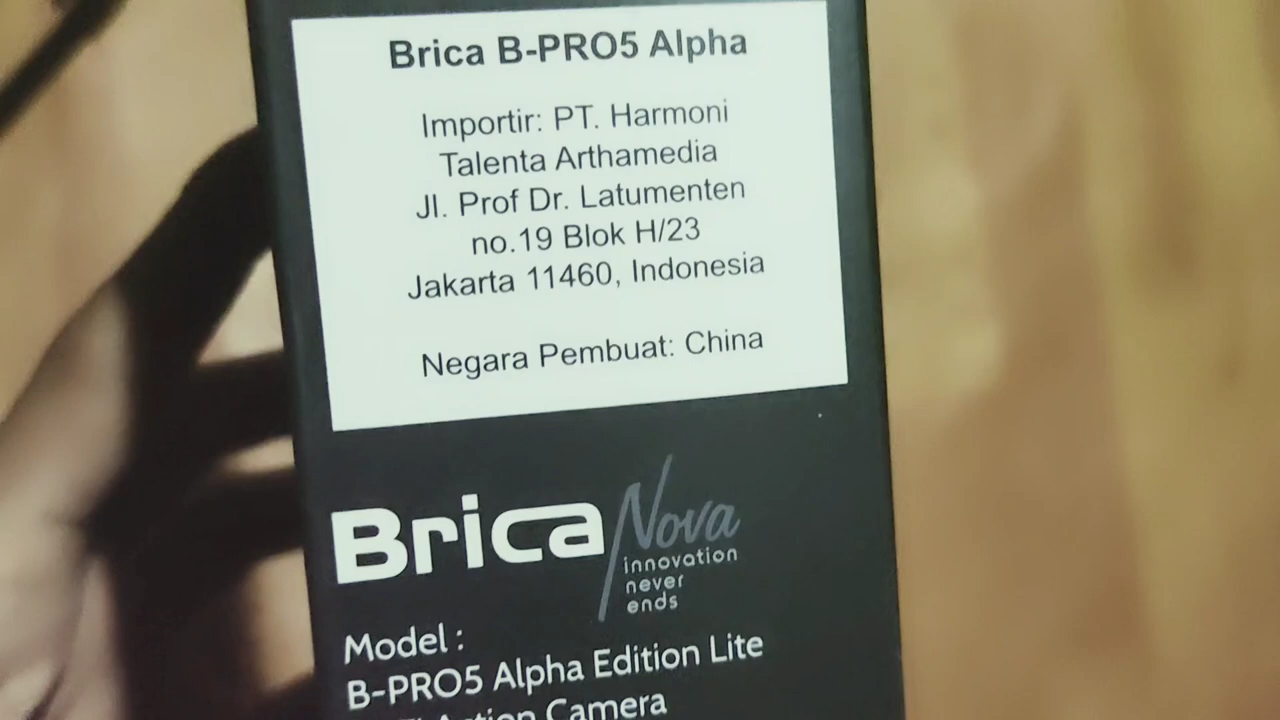 Brica B-PRO5 Alpha
Importir: PT. Harmoni
Talenta Arthamedia
Jl. Prof Dr. Latumenten
no.19 Blok H/23
Jakarta 11460, Indonesia
Negara Pembuat: China
Brica Nova
innovation
never
ends
Model :
B-PRO5 Alpha Edition Lite
Action Camera